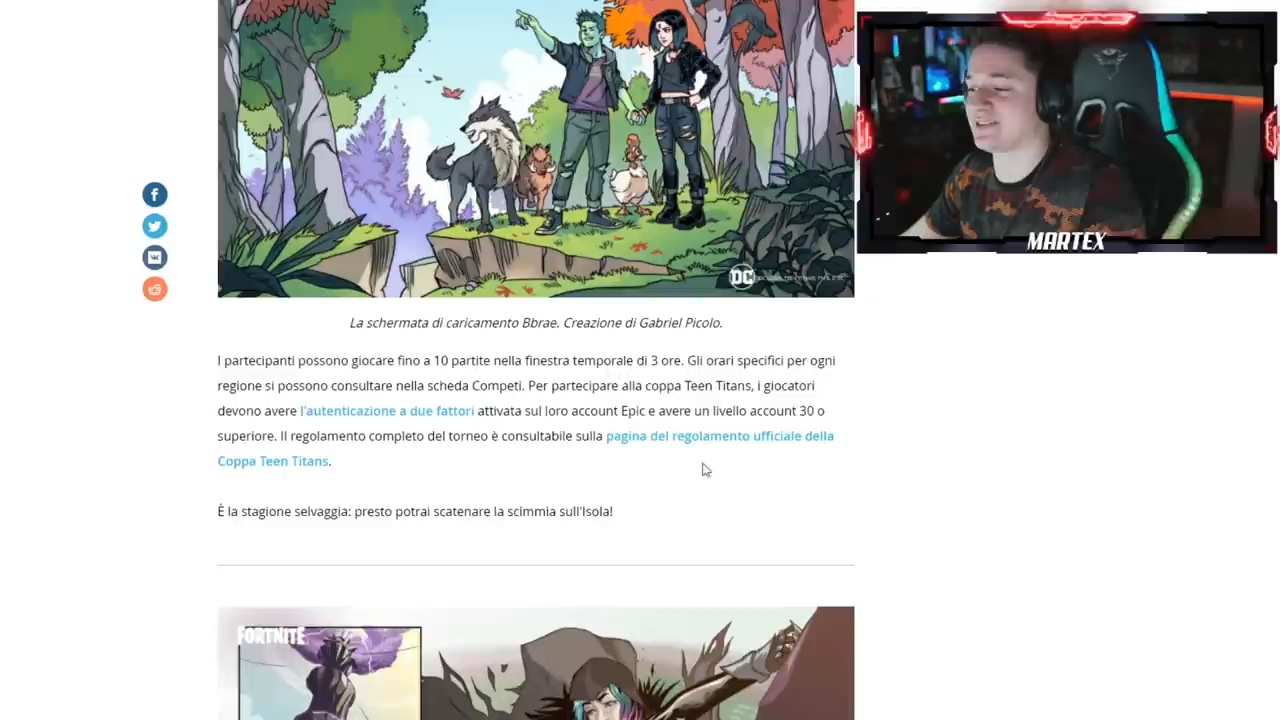 MARTEX
DC
La schermata di caricamento Bbrae. Creazione di Gabriel Picolo.
I partecipanti possono giocare fino a 10 partite nella finestra temporale di 3 ore. Gli orari specifici per ogni
regione si possono consultare nella scheda Competi. Per partecipare alla coppa Teen Titans, i giocatori
devono avere l'autenticazione a due fattori attivata sul loro account Epic e avere un livello account 30 o
superiore. Il regolamento completo del torneo è consultabile sulla pagina del regolamento ufficiale della
Coppa Teen Titans.
È la stagione selvaggia: presto potrai scatenare la scimmia sull'Isola!
FORTNITE